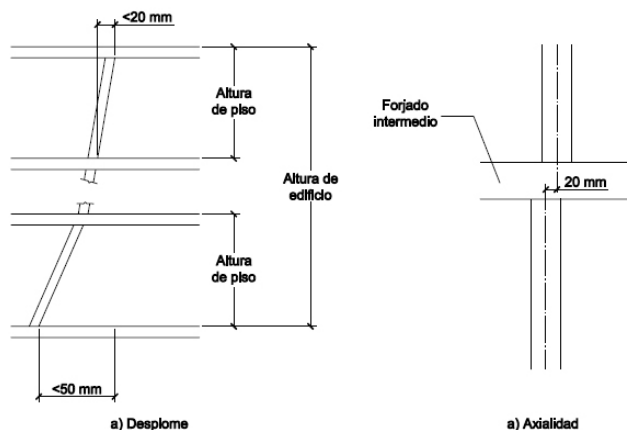 <20 mm
Altura
de piso
Altura de
edificio
Altura
de piso
<50 mm
a) Desplome
Forjado
intermedio
20 mm
a) Axialidad